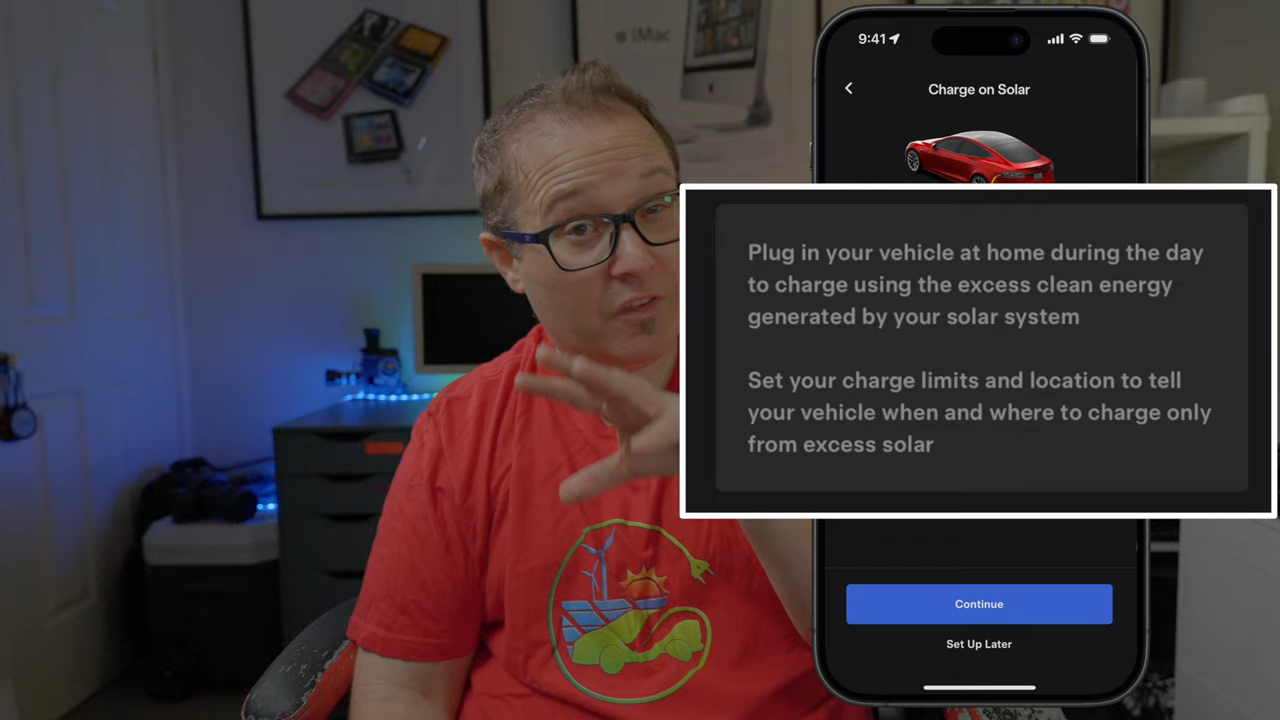 iMac
9:41
Charge on Solar
Plug in your vehicle at home during the day
to charge using the excess clean energy
generated by your solar system
Set your charge limits and location to tell
your vehicle when and where to charge only
from excess solar
Continue
Set Up Later